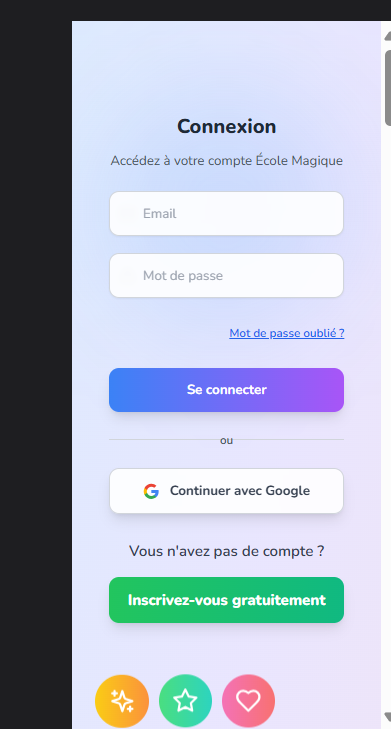 Connexion
Accédez à votre compte École Magique
Email
Mot de passe
Mot de passe oublié ?
Se connecter
ou
Continuer avec Google
Vous n'avez pas de compte ?
Inscrivez-vous gratuitement